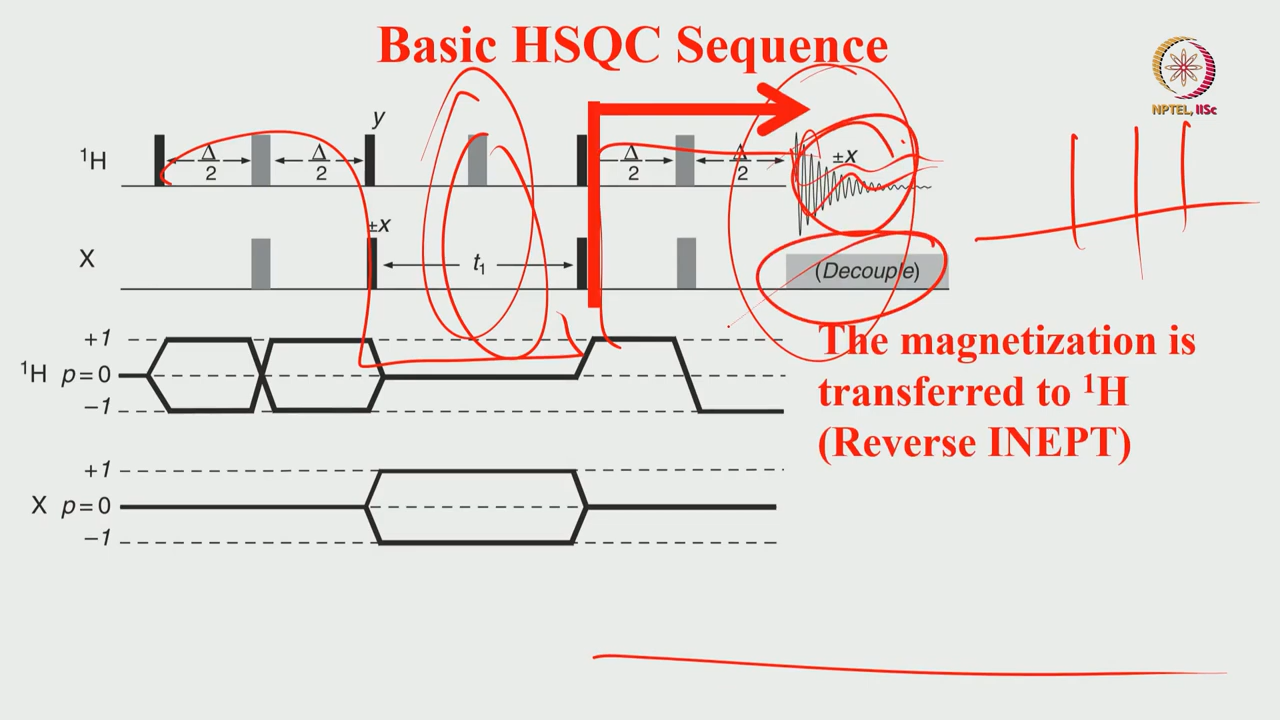 Basic HSQC Sequence
NPTEL, IISc
y
¹H Δ/2 Δ/2 Δ/2 Δ/2 ±x
±x
X t₁ (Decouple)
+1
¹H p=0
−1
The magnetization is
transferred to ¹H
(Reverse INEPT)
+1
X p=0
−1